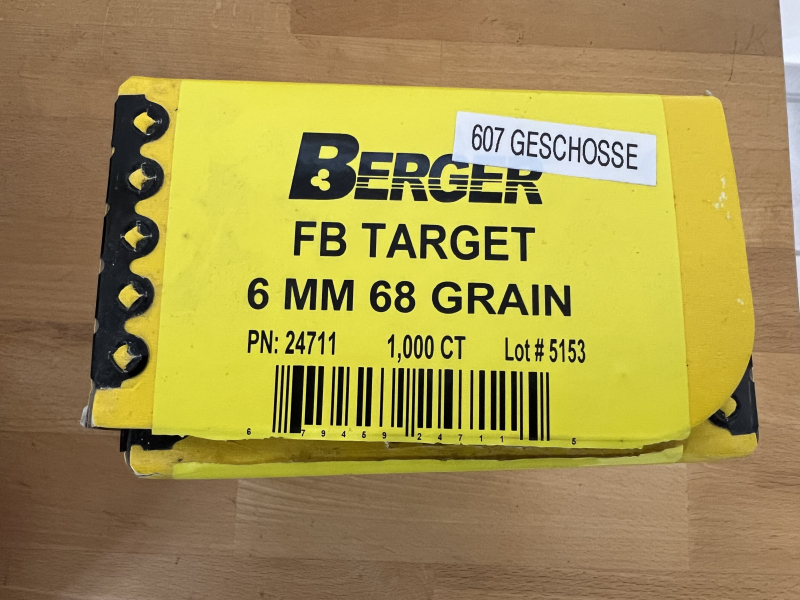 607 GESCHOSSE
BERGER
FB TARGET
6 MM 68 GRAIN
PN: 24711 1,000 CT Lot # 5153
6 79459 24711 5